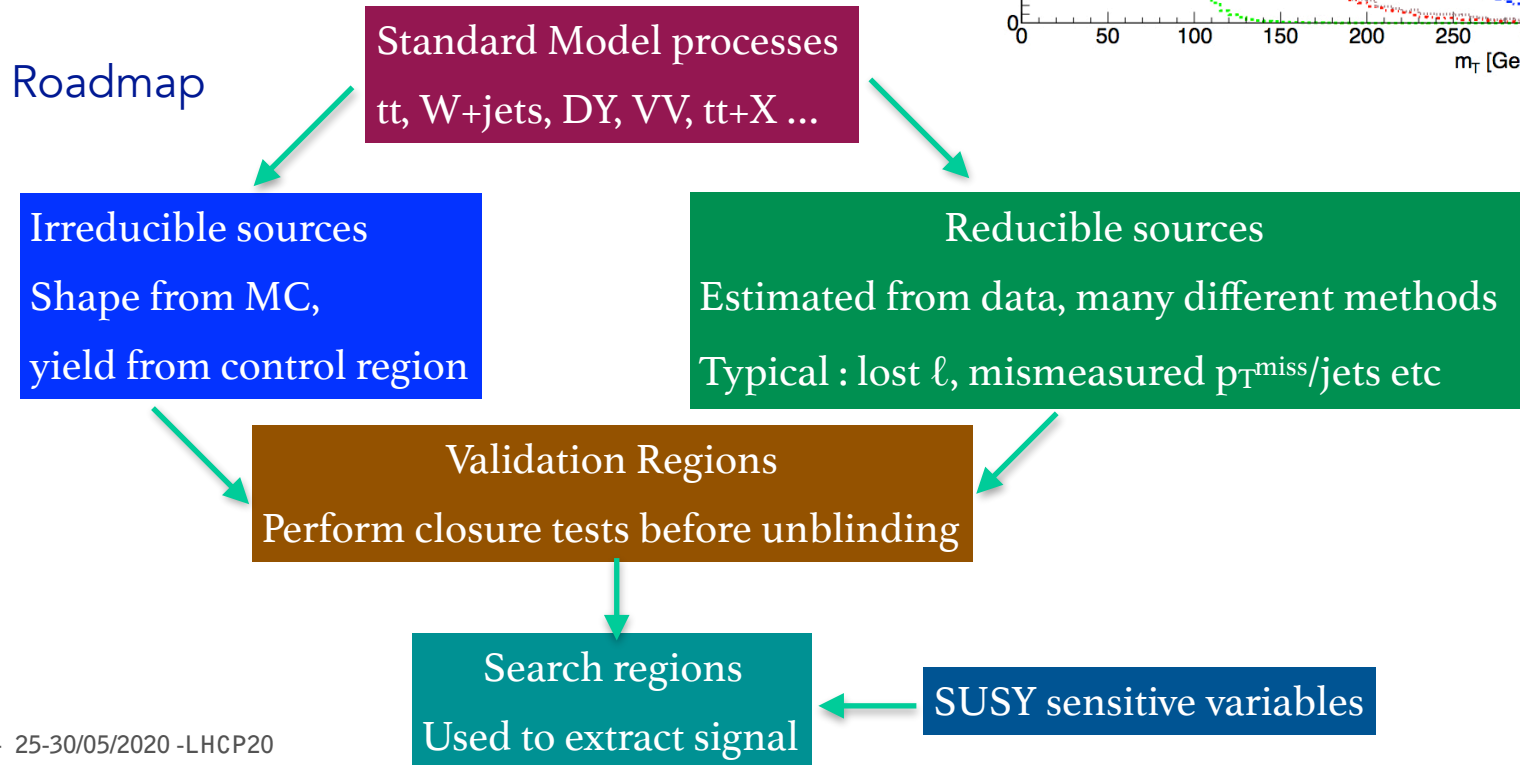 0
0 50 100 150 200 250
m_T [Ge
Roadmap
Standard Model processes
tt, W+jets, DY, VV, tt+X ...
Irreducible sources
Shape from MC,
yield from control region
Reducible sources
Estimated from data, many different methods
Typical : lost ℓ, mismeasured p_T^miss/jets etc
Validation Regions
Perform closure tests before unblinding
Search regions
Used to extract signal
SUSY sensitive variables
25-30/05/2020 -LHCP20